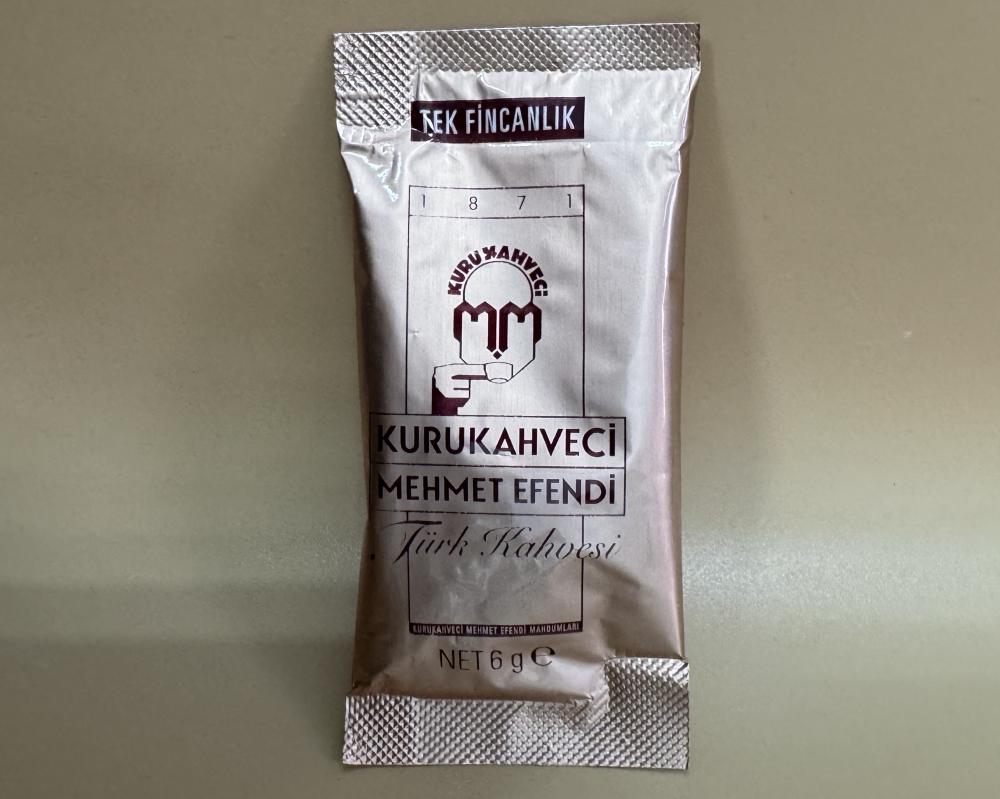 TEK FİNCANLIK
1 8 7 1
KURUKAHVECİ
MM
KURUKAHVECİ
MEHMET EFENDİ
Türk Kahvesi
KURUKAHVECİ MEHMET EFENDİ MAHDUMLARI
NET 6 g ℮